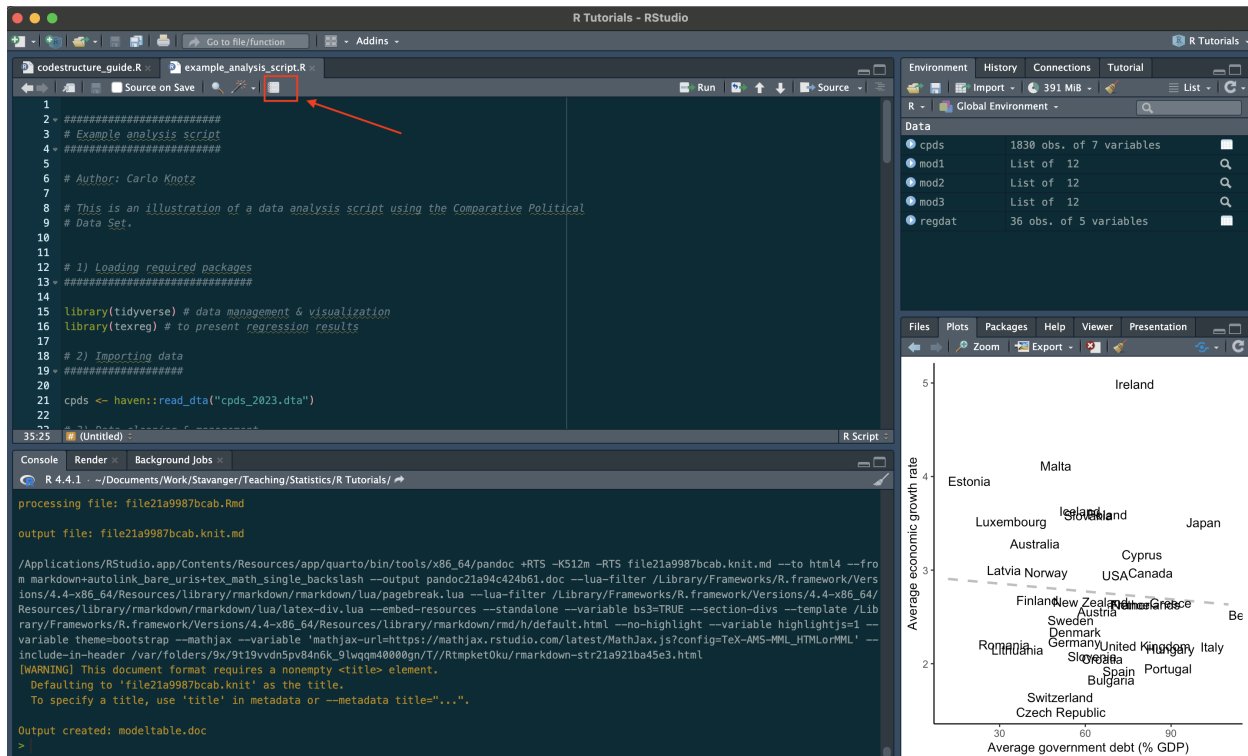 R Tutorials - RStudio
Go to file/function
Addins
R Tutorials
codestructure_guide.R
example_analysis_script.R
Source on Save
Run
Source
1
2 #########################
3 # Example analysis script
4 #########################
5
6 # Author: Carlo Knotz
7
8 # This is an illustration of a data analysis script using the Comparative Political
9 # Data Set.
10
11
12 # 1) Loading required packages
13 ##############################
14
15 library(tidyverse) # data management & visualization
16 library(texreg) # to present regression results
17
18 # 2) Importing data
19 ###################
20
21 cpds <- haven::read_dta("cpds_2023.dta")
22
35:25
(Untitled)
R Script
Console
Render
Background Jobs
R 4.4.1 · ~/Documents/Work/Stavanger/Teaching/Statistics/R Tutorials/
processing file: file21a9987bcab.Rmd
output file: file21a9987bcab.knit.md
/Applications/RStudio.app/Contents/Resources/app/quarto/bin/tools/x86_64/pandoc +RTS -K512m -RTS file21a9987bcab.knit.md --to html4 --fro
m markdown+autolink_bare_uris+tex_math_single_backslash --output pandoc21a94c424b61.doc --lua-filter /Library/Frameworks/R.framework/Vers
ions/4.4-x86_64/Resources/library/rmarkdown/rmarkdown/lua/pagebreak.lua --lua-filter /Library/Frameworks/R.framework/Versions/4.4-x86_64/
Resources/library/rmarkdown/rmarkdown/lua/latex-div.lua --embed-resources --standalone --variable bs3=TRUE --section-divs --template /Lib
rary/Frameworks/R.framework/Versions/4.4-x86_64/Resources/library/rmarkdown/rmd/h/default.html --no-highlight --variable highlightjs=1 --
variable theme=bootstrap --mathjax --variable 'mathjax-url=https://mathjax.rstudio.com/latest/MathJax.js?config=TeX-AMS-MML_HTMLorMML' --
include-in-header /var/folders/9x/9t19vvdn5pv84n6k_9lwqqm40000gn/T//RtmpketOku/rmarkdown-str21a921ba45e3.html
[WARNING] This document format requires a nonempty <title> element.
Defaulting to 'file21a9987bcab.knit' as the title.
To specify a title, use 'title' in metadata or --metadata title="...".
Output created: modeltable.doc
>
Environment
History
Connections
Tutorial
Import
391 MiB
List
R
Global Environment
Data
cpds 1830 obs. of 7 variables
mod1 List of 12
mod2 List of 12
mod3 List of 12
regdat 36 obs. of 5 variables
Files
Plots
Packages
Help
Viewer
Presentation
Zoom
Export
Average economic growth rate
5
4
3
2
Ireland
Malta
Estonia
Iceland
Luxembourg
Japan
Australia
Cyprus
Latvia
Norway
USA
Canada
Finland
New Zealand
Greece
Be
Sweden
Austria
Denmark
Germany
Romania
Lithuania
United Kingdom
Hungary
Italy
Slovenia
Croatia
Spain
Portugal
Bulgaria
Switzerland
Czech Republic
30
60
90
Average government debt (% GDP)